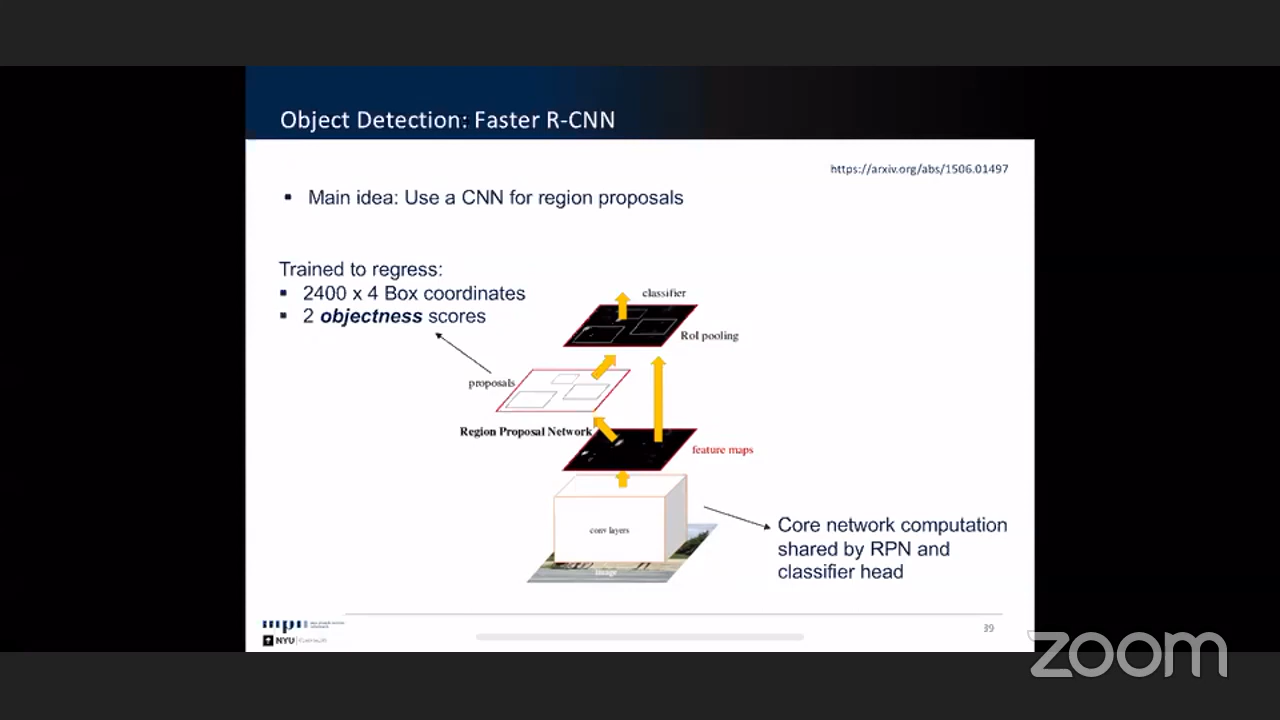 Object Detection: Faster R-CNN
https://arxiv.org/abs/1506.01497
▪ Main idea: Use a CNN for region proposals
Trained to regress:
▪ 2400 x 4 Box coordinates
▪ 2 objectness scores
classifier
RoI pooling
proposals
Region Proposal Network
feature maps
conv layers
image
Core network computation
shared by RPN and
classifier head
NYU
39
zoom